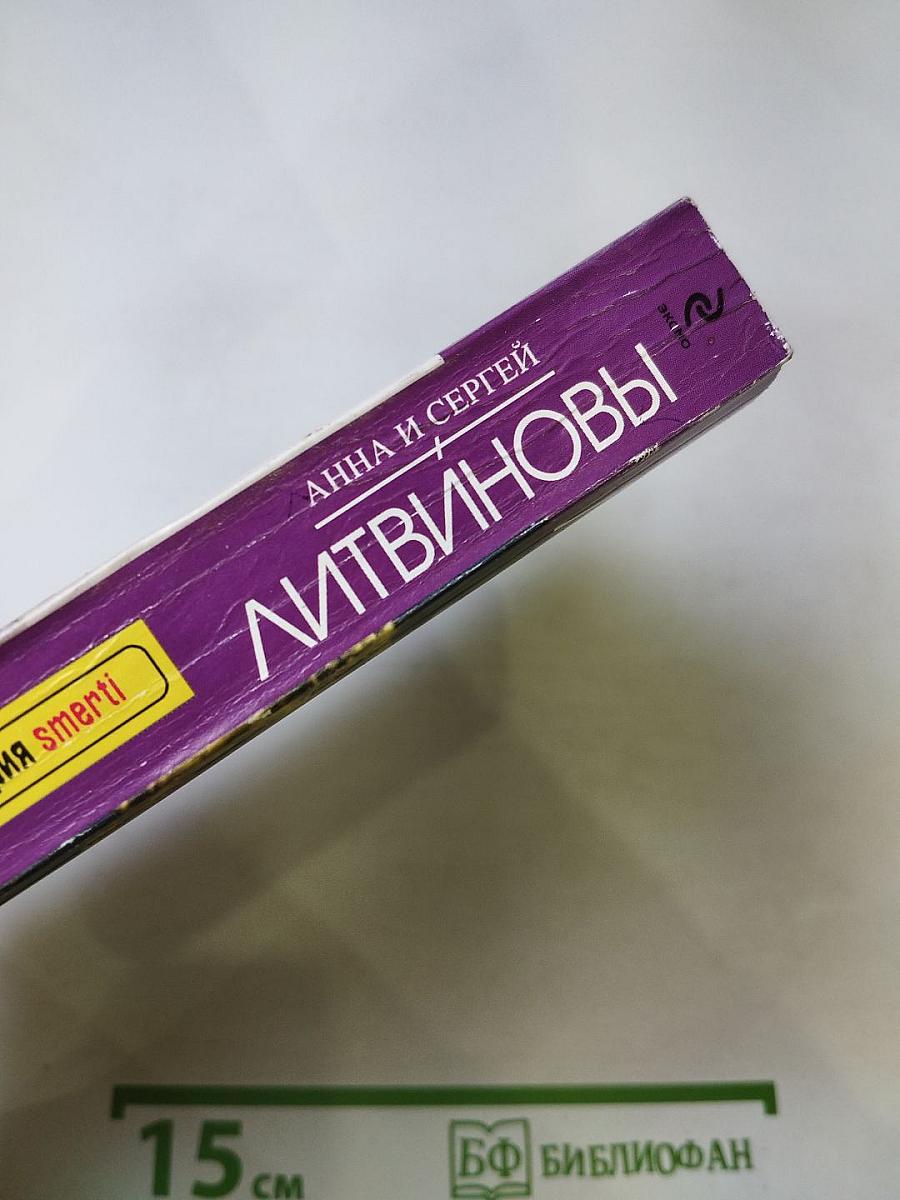 АННА И СЕРГЕЙ
ЛИТВИНОВЫ
ЭКСМО
smerti
15 см
БФ БИБЛИОФАН